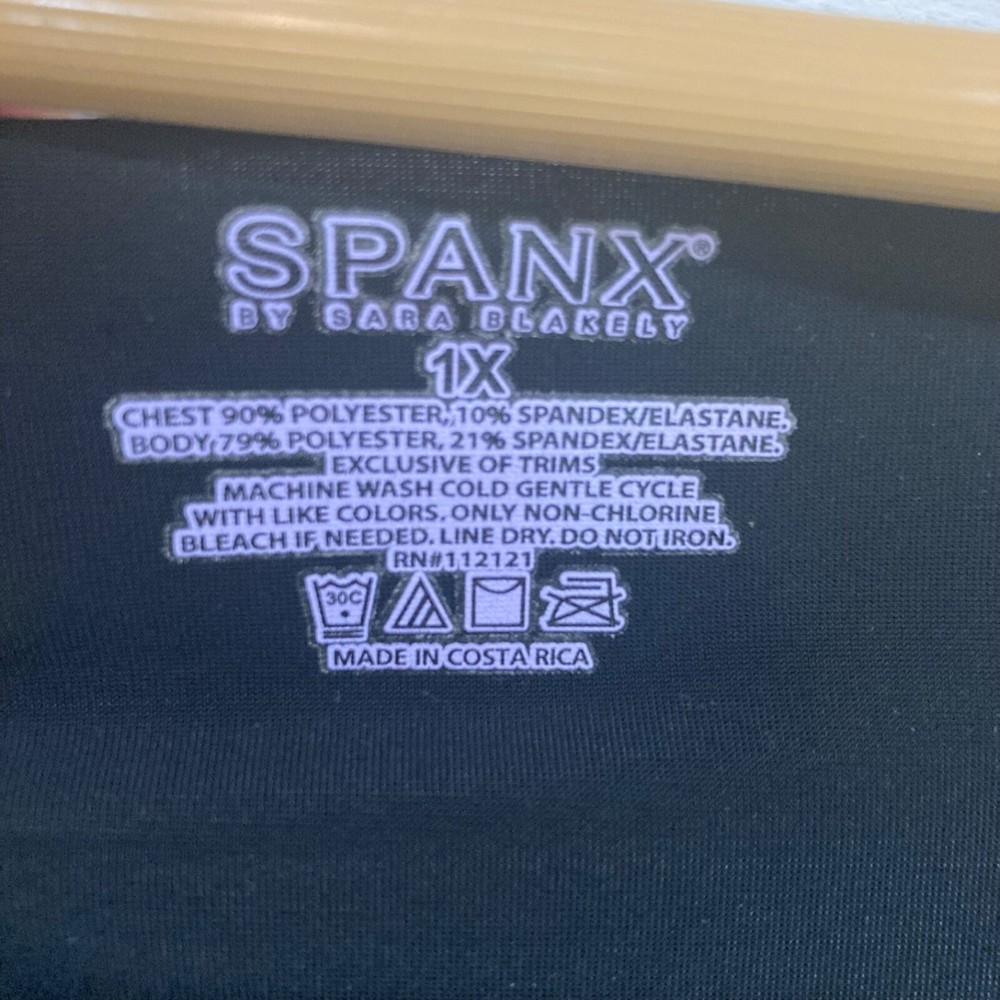 SPANX®
BY SARA BLAKELY
1X
CHEST 90% POLYESTER, 10% SPANDEX/ELASTANE.
BODY 79% POLYESTER, 21% SPANDEX/ELASTANE.
EXCLUSIVE OF TRIMS
MACHINE WASH COLD GENTLE CYCLE
WITH LIKE COLORS. ONLY NON-CHLORINE
BLEACH IF NEEDED. LINE DRY. DO NOT IRON.
RN#112121
30C
MADE IN COSTA RICA